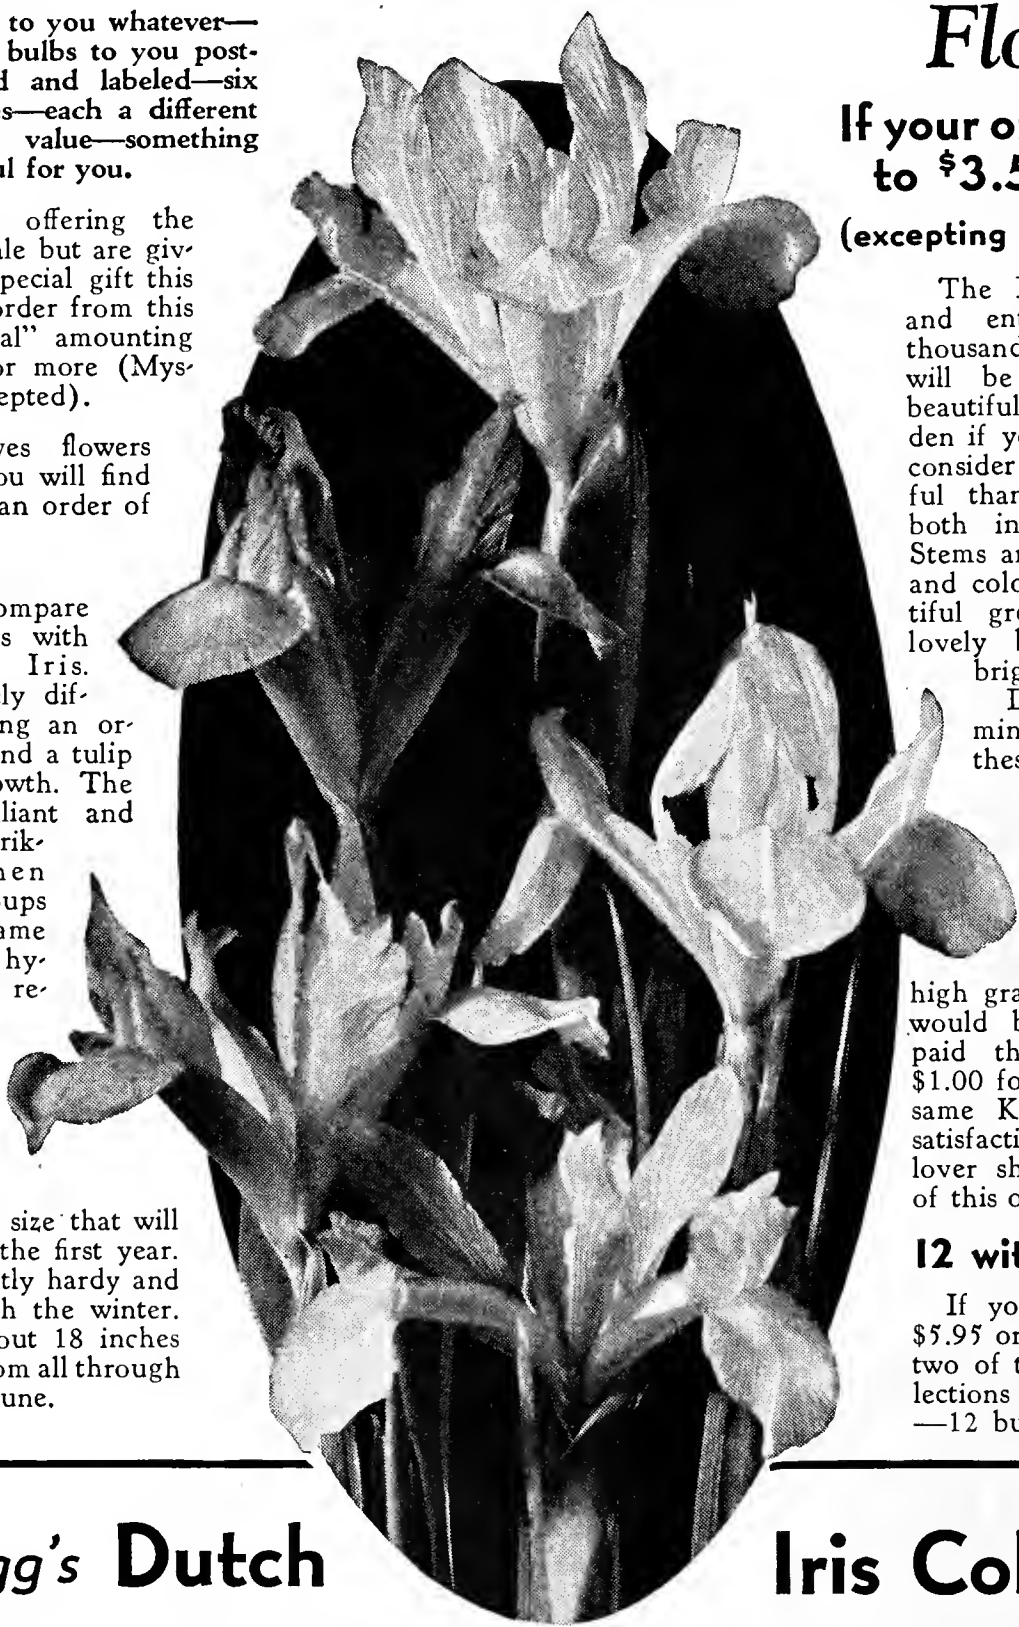 to you whatever—
bulbs to you post-
d and labeled—six
s—each a different
value—something
ul for you.
offering the
le but are giv-
pecial gift this
order from this
al" amounting
or more (Mys-
epted).
ves flowers
ou will find
an order of
ompare
s with
Iris.
ly dif-
ng an or-
nd a tulip
owth. The
liant and
rik-
hen
ups
ame
hy-
re-
size that will
the first year.
tly hardy and
h the winter.
out 18 inches
om all through
une.
Flo
If your o
to $3.5
(excepting
The
and ent
thousand
will be
beautiful
den if yo
consider
ful than
both in
Stems an
and colo
tiful gre
lovely
brig
min
thes
high gra
would b
paid th
$1.00 fo
same K
satisfacti
lover sh
of this o
12 wit
If yo
$5.95 or
two of t
lections
—12 bu
gg's Dutch
Iris Col